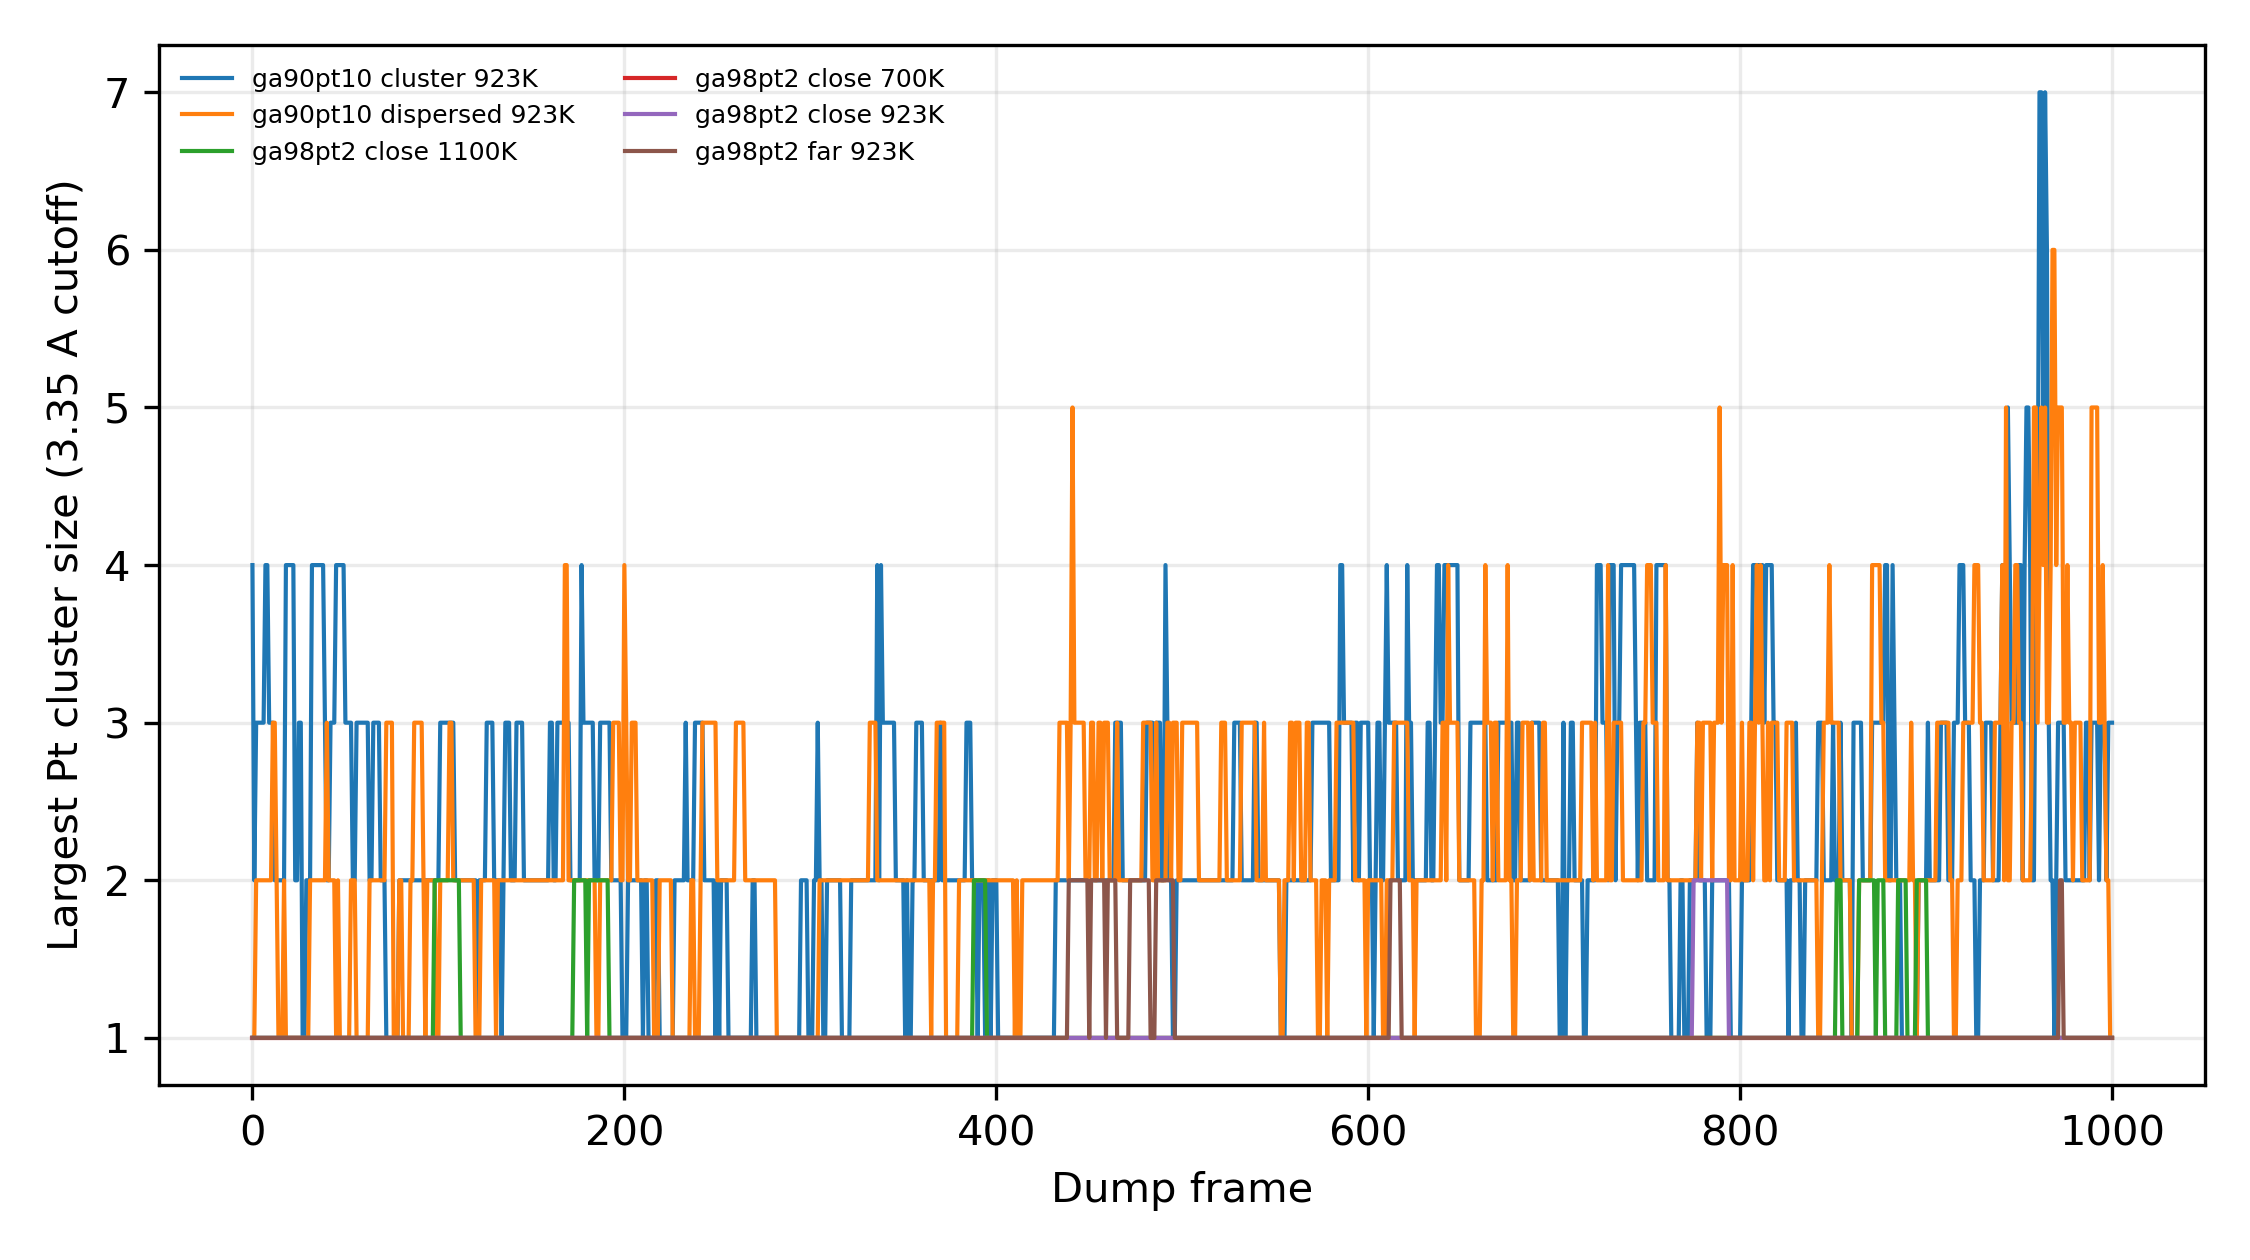 ga90pt10 cluster 923K
ga90pt10 dispersed 923K
ga98pt2 close 1100K
ga98pt2 close 700K
ga98pt2 close 923K
ga98pt2 far 923K
Largest Pt cluster size (3.35 A cutoff)
7
6
5
4
3
2
1
0 200 400 600 800 1000
Dump frame